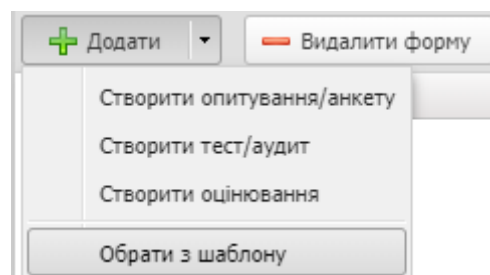 Додати Видалити форму
Створити опитування/анкету
Створити тест/аудит
Створити оцінювання
Обрати з шаблону